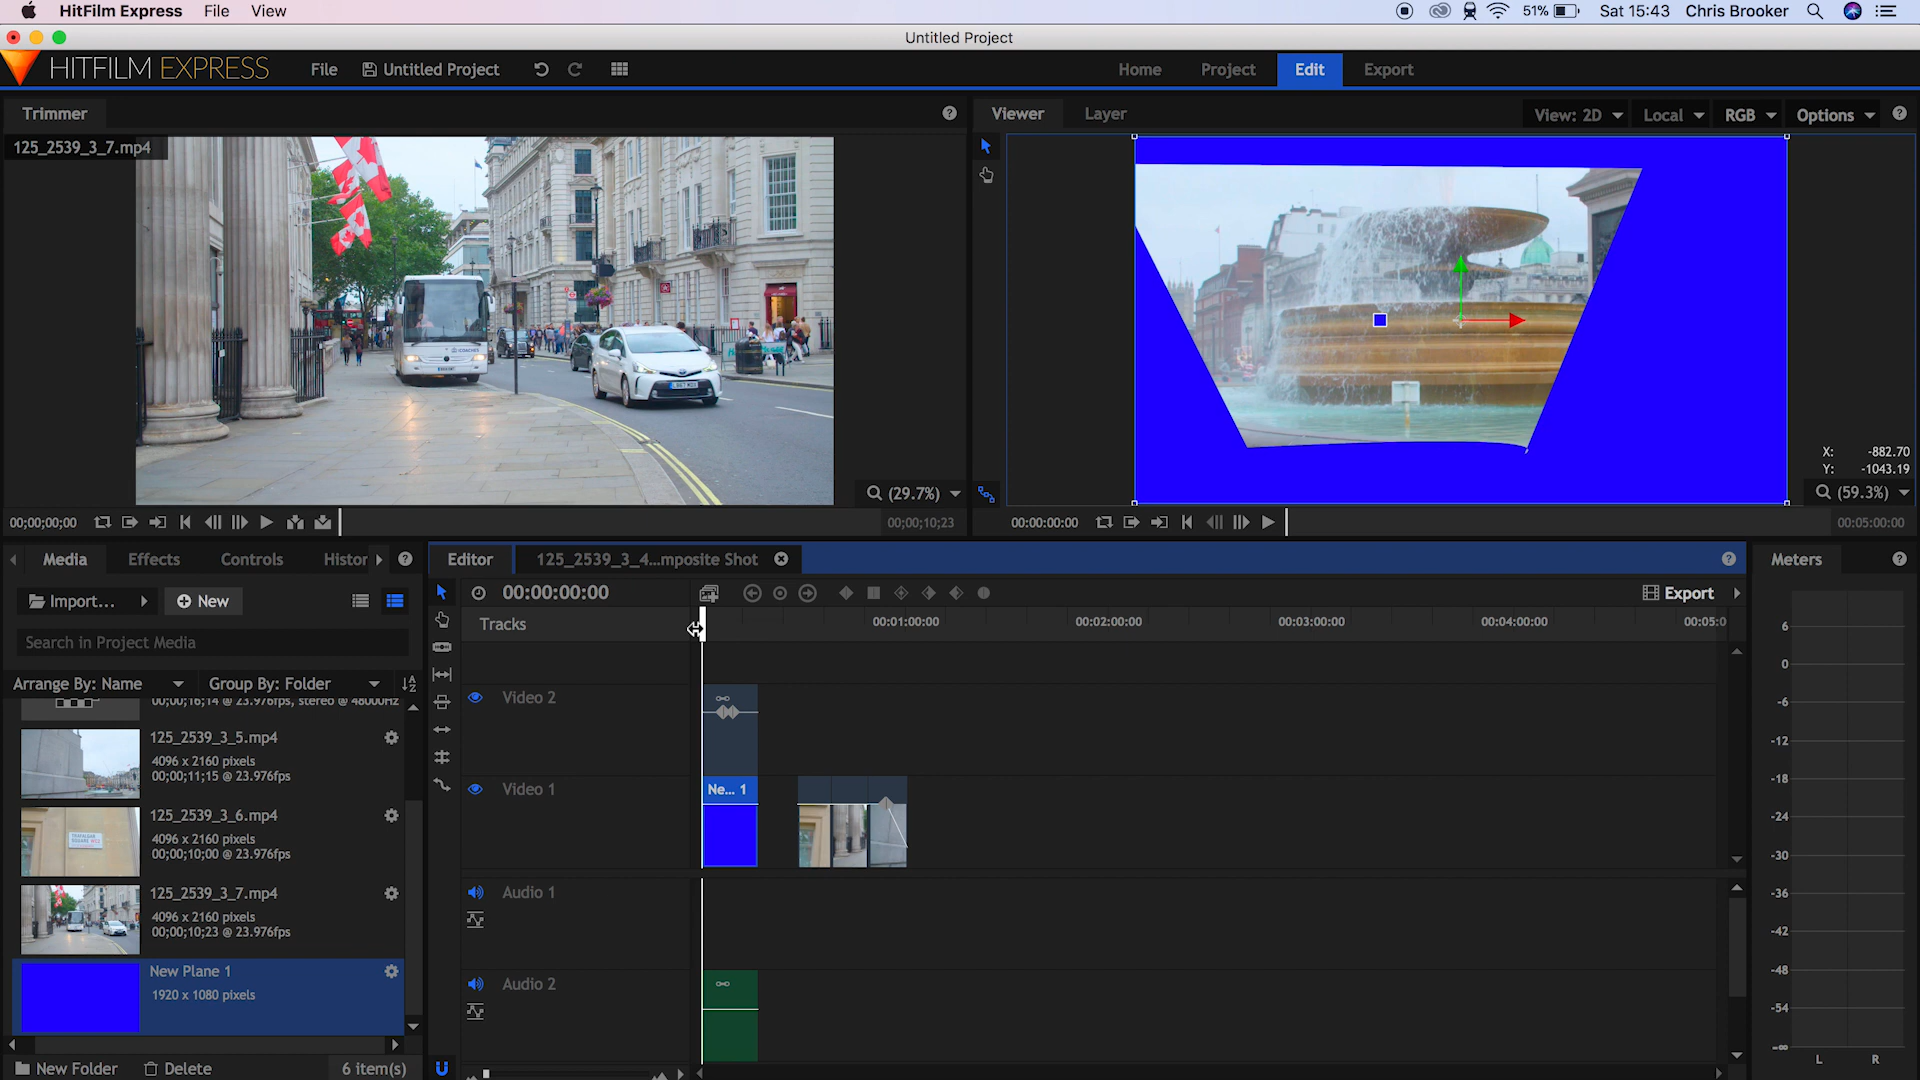 HitFilm Express File View 51% Sat 15:43 Chris Brooker
Untitled Project
HITFILM EXPRESS File Untitled Project Home Project Edit Export
Trimmer
Viewer Layer View: 2D Local RGB Options
125_2539_3_7.mp4
X: -882.70
Y: -1043.19
(29.7%)
(59.3%)
00;00;00;00 00;00;10;23
00:00:00:00 00:05:00:00
Media Effects Controls Histor
Editor 125_2539_3_4...mposite Shot
Meters
Import... New
00:00:00:00
Export
Tracks
00:01:00:00 00:02:00:00 00:03:00:00 00:04:00:00 00:05:0
Search in Project Media
Arrange By: Name Group By: Folder
00;00;16;14 @ 23.976fps, stereo @ 48000Hz
125_2539_3_5.mp4
4096 x 2160 pixels
00;00;11;15 @ 23.976fps
125_2539_3_6.mp4
4096 x 2160 pixels
00;00;10;00 @ 23.976fps
125_2539_3_7.mp4
4096 x 2160 pixels
00;00;10;23 @ 23.976fps
New Plane 1
1920 x 1080 pixels
New Folder Delete 6 item(s)
Video 2
Video 1
Ne... 1
Audio 1
Audio 2
6
0
-6
-12
-18
-24
-30
-36
-42
-48
-54
-∞
L R